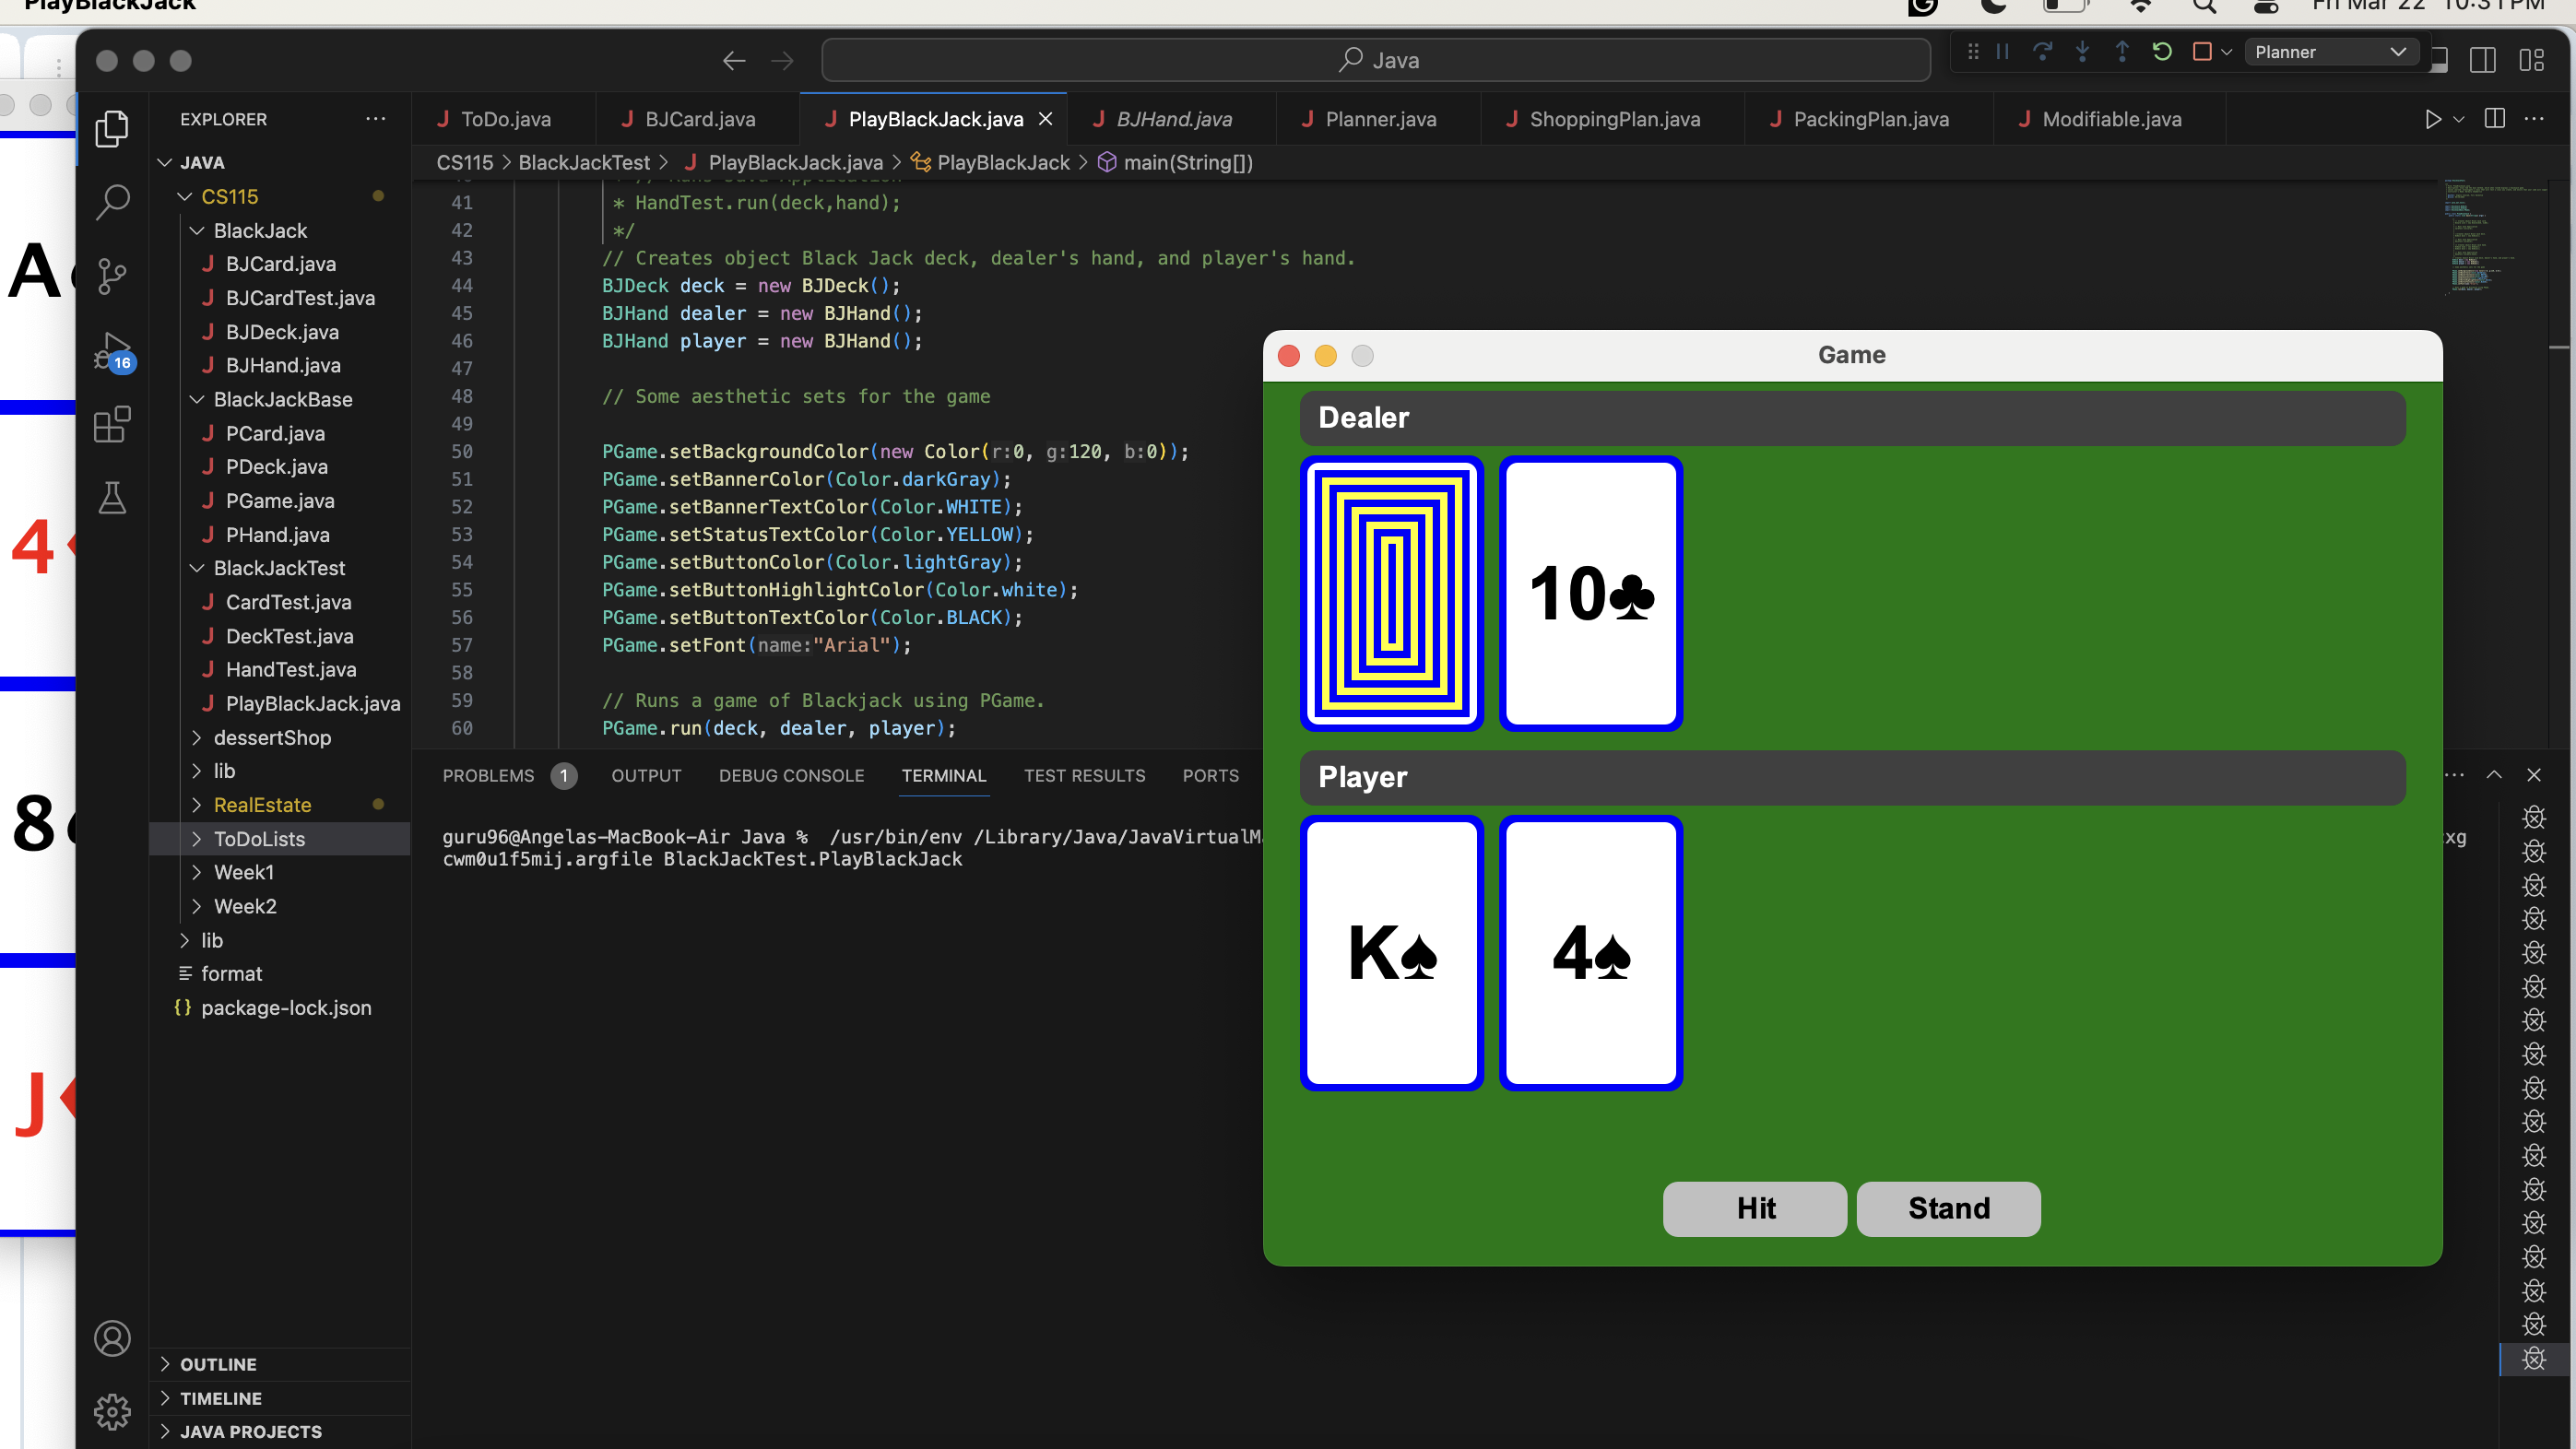 PlayBlackJack
Fri Mar 22 10:31 PM
Java
Planner
EXPLORER
ToDo.java
BJCard.java
PlayBlackJack.java
BJHand.java
Planner.java
ShoppingPlan.java
PackingPlan.java
Modifiable.java
CS115 > BlackJackTest > PlayBlackJack.java > PlayBlackJack > main(String[])
JAVA
CS115
BlackJack
BJCard.java
BJCardTest.java
BJDeck.java
BJHand.java
BlackJackBase
PCard.java
PDeck.java
PGame.java
PHand.java
BlackJackTest
CardTest.java
DeckTest.java
HandTest.java
PlayBlackJack.java
dessertShop
lib
RealEstate
ToDoLists
Week1
Week2
lib
format
{} package-lock.json
OUTLINE
TIMELINE
JAVA PROJECTS
16
41 * HandTest.run(deck,hand);
42 */
43 // Creates object Black Jack deck, dealer's hand, and player's hand.
44 BJDeck deck = new BJDeck();
45 BJHand dealer = new BJHand();
46 BJHand player = new BJHand();
47
48 // Some aesthetic sets for the game
49
50 PGame.setBackgroundColor(new Color(r:0, g:120, b:0));
51 PGame.setBannerColor(Color.darkGray);
52 PGame.setBannerTextColor(Color.WHITE);
53 PGame.setStatusTextColor(Color.YELLOW);
54 PGame.setButtonColor(Color.lightGray);
55 PGame.setButtonHighlightColor(Color.white);
56 PGame.setButtonTextColor(Color.BLACK);
57 PGame.setFont(name:"Arial");
58
59 // Runs a game of Blackjack using PGame.
60 PGame.run(deck, dealer, player);
PROBLEMS 1 OUTPUT DEBUG CONSOLE TERMINAL TEST RESULTS PORTS
guru96@Angelas-MacBook-Air Java % /usr/bin/env /Library/Java/JavaVirtualM
cwm0u1f5mij.argfile BlackJackTest.PlayBlackJack
Game
Dealer
10♣
Player
K♠ 4♠
Hit Stand
A
4
8
J